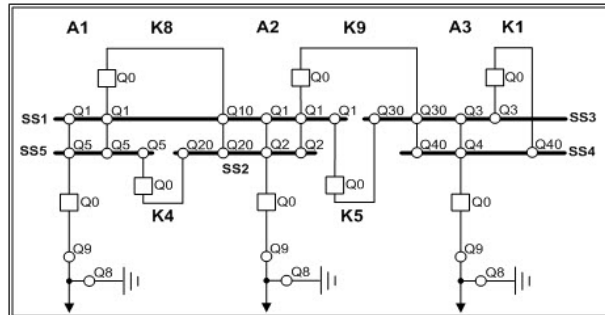 A1 K8 A2 K9 A3 K1
Q0 Q0 Q0
SS1 Q1 Q1 Q10 Q1 Q1 Q1 Q30 Q30 Q3 Q3 SS3
SS5 Q5 Q5 Q5 Q20 Q20 Q2 Q2 Q40 Q4 Q40 SS4
SS2
Q0 Q0
Q0 Q0 Q0
K4 K5
Q9 Q9 Q9
Q8 Q8 Q8